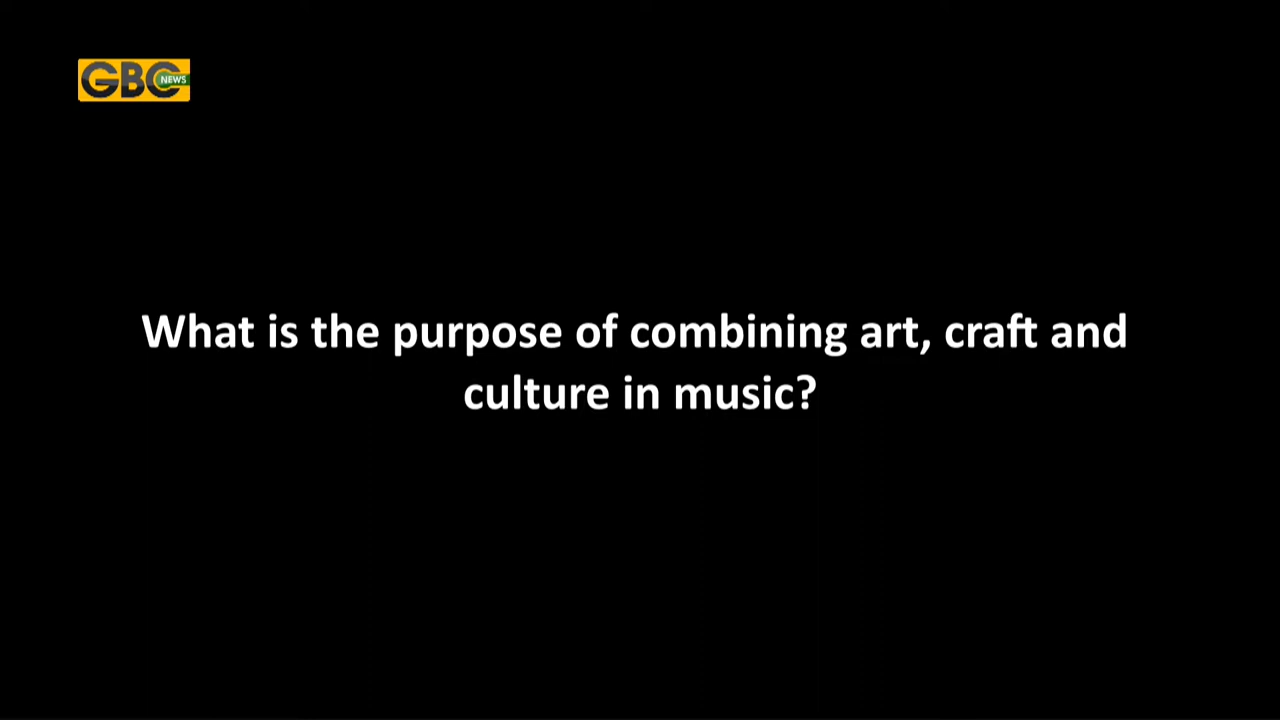 GBC NEWS
What is the purpose of combining art, craft and
culture in music?